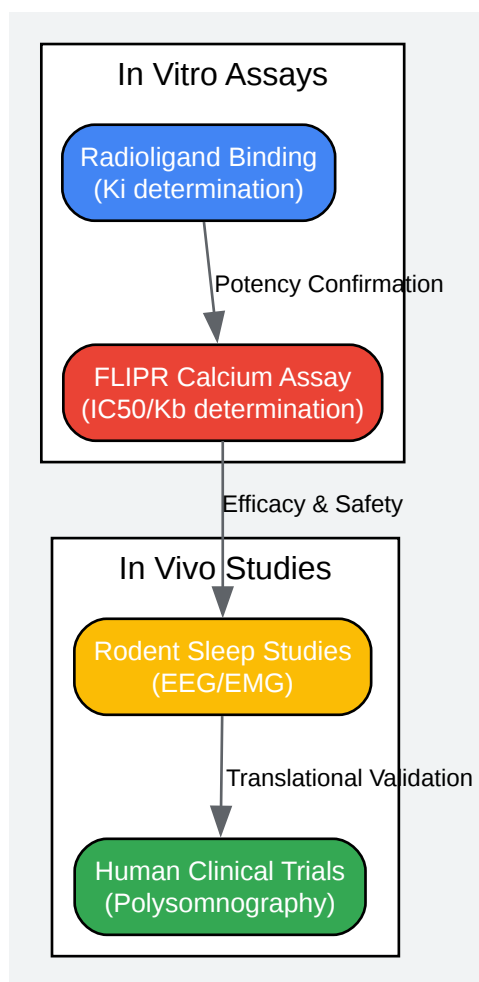 In Vitro Assays
Radioligand Binding
(Ki determination)
Potency Confirmation
FLIPR Calcium Assay
(IC50/Kb determination)
Efficacy & Safety
In Vivo Studies
Rodent Sleep Studies
(EEG/EMG)
Translational Validation
Human Clinical Trials
(Polysomnography)